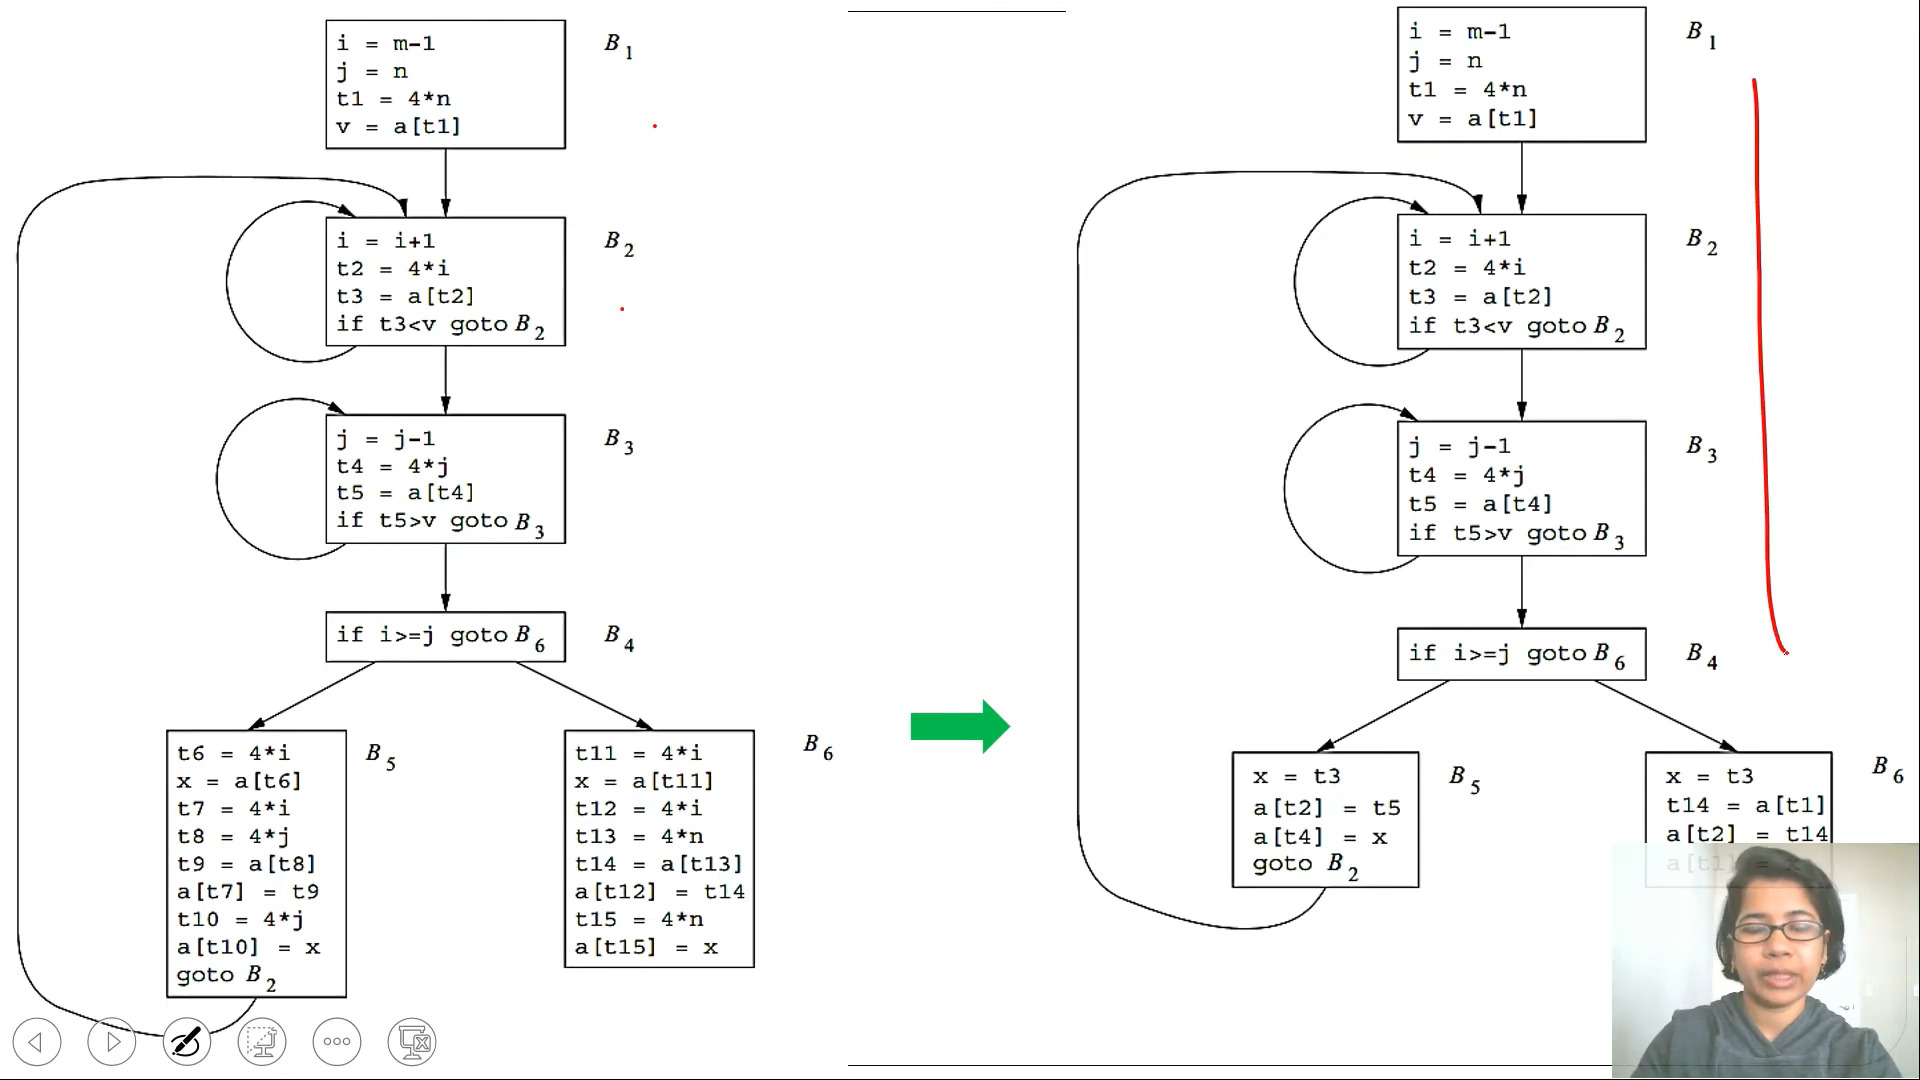 i = m-1
j = n
t1 = 4*n
v = a[t1]
B1
i = i+1
t2 = 4*i
t3 = a[t2]
if t3<v goto B2
B2
j = j-1
t4 = 4*j
t5 = a[t4]
if t5>v goto B3
B3
if i>=j goto B6
B4
t6 = 4*i
x = a[t6]
t7 = 4*i
t8 = 4*j
t9 = a[t8]
a[t7] = t9
t10 = 4*j
a[t10] = x
goto B2
B5
t11 = 4*i
x = a[t11]
t12 = 4*i
t13 = 4*n
t14 = a[t13]
a[t12] = t14
t15 = 4*n
a[t15] = x
B6
i = m-1
j = n
t1 = 4*n
v = a[t1]
B1
i = i+1
t2 = 4*i
t3 = a[t2]
if t3<v goto B2
B2
j = j-1
t4 = 4*j
t5 = a[t4]
if t5>v goto B3
B3
if i>=j goto B6
B4
x = t3
a[t2] = t5
a[t4] = x
goto B2
B5
x = t3
t14 = a[t1]
a[t2] = t14
B6